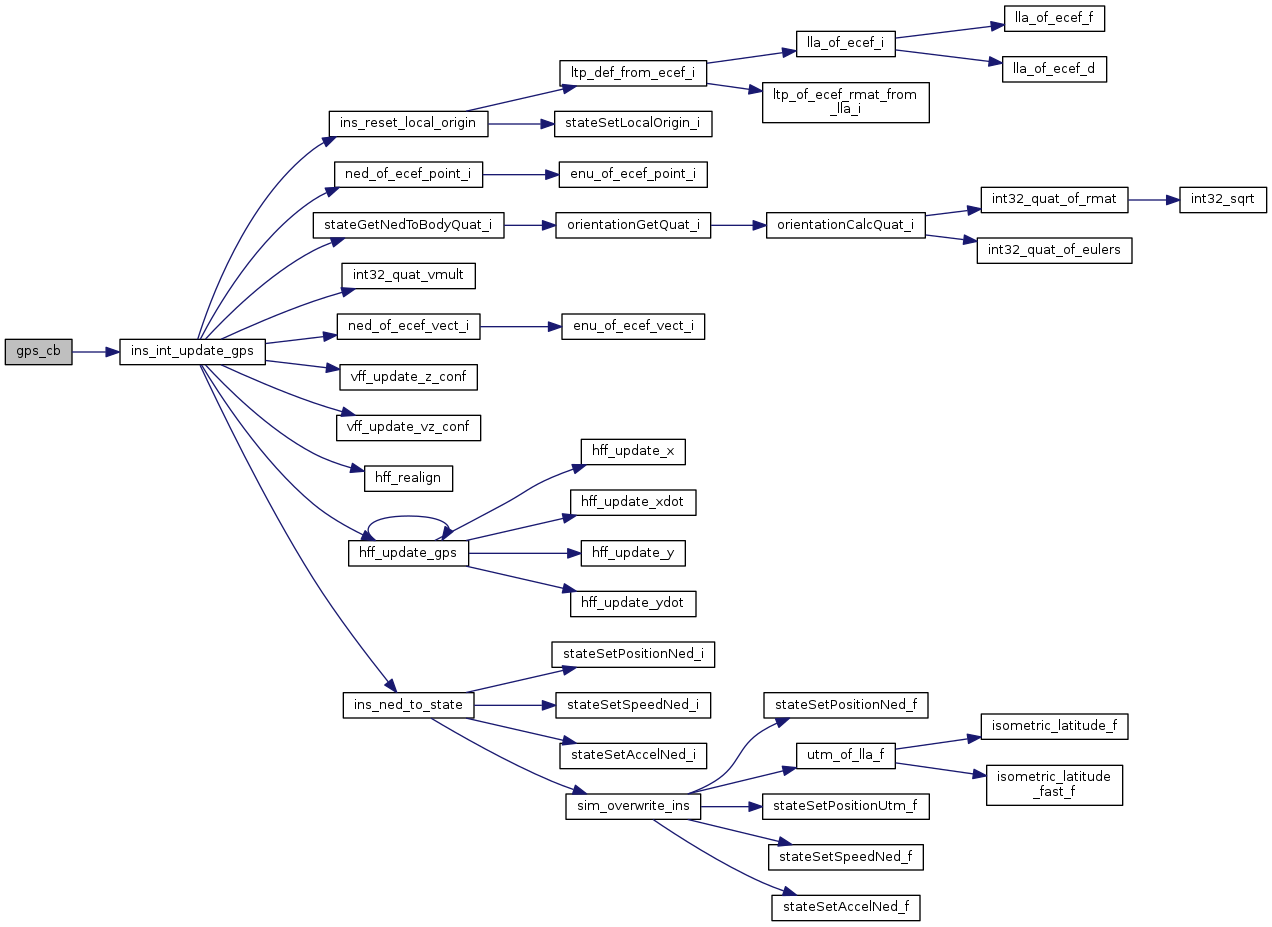 lla_of_ecef_f
lla_of_ecef_i
lla_of_ecef_d
ltp_def_from_ecef_i
ltp_of_ecef_rmat_from
_lla_i
ins_reset_local_origin
stateSetLocalOrigin_i
ned_of_ecef_point_i
enu_of_ecef_point_i
stateGetNedToBodyQuat_i
orientationGetQuat_i
orientationCalcQuat_i
int32_quat_of_rmat
int32_sqrt
int32_quat_of_eulers
int32_quat_vmult
ned_of_ecef_vect_i
enu_of_ecef_vect_i
gps_cb
ins_int_update_gps
vff_update_z_conf
vff_update_vz_conf
hff_realign
hff_update_gps
hff_update_x
hff_update_xdot
hff_update_y
hff_update_ydot
ins_ned_to_state
stateSetPositionNed_i
stateSetSpeedNed_i
stateSetAccelNed_i
sim_overwrite_ins
stateSetPositionNed_f
utm_of_lla_f
isometric_latitude_f
isometric_latitude
_fast_f
stateSetPositionUtm_f
stateSetSpeedNed_f
stateSetAccelNed_f